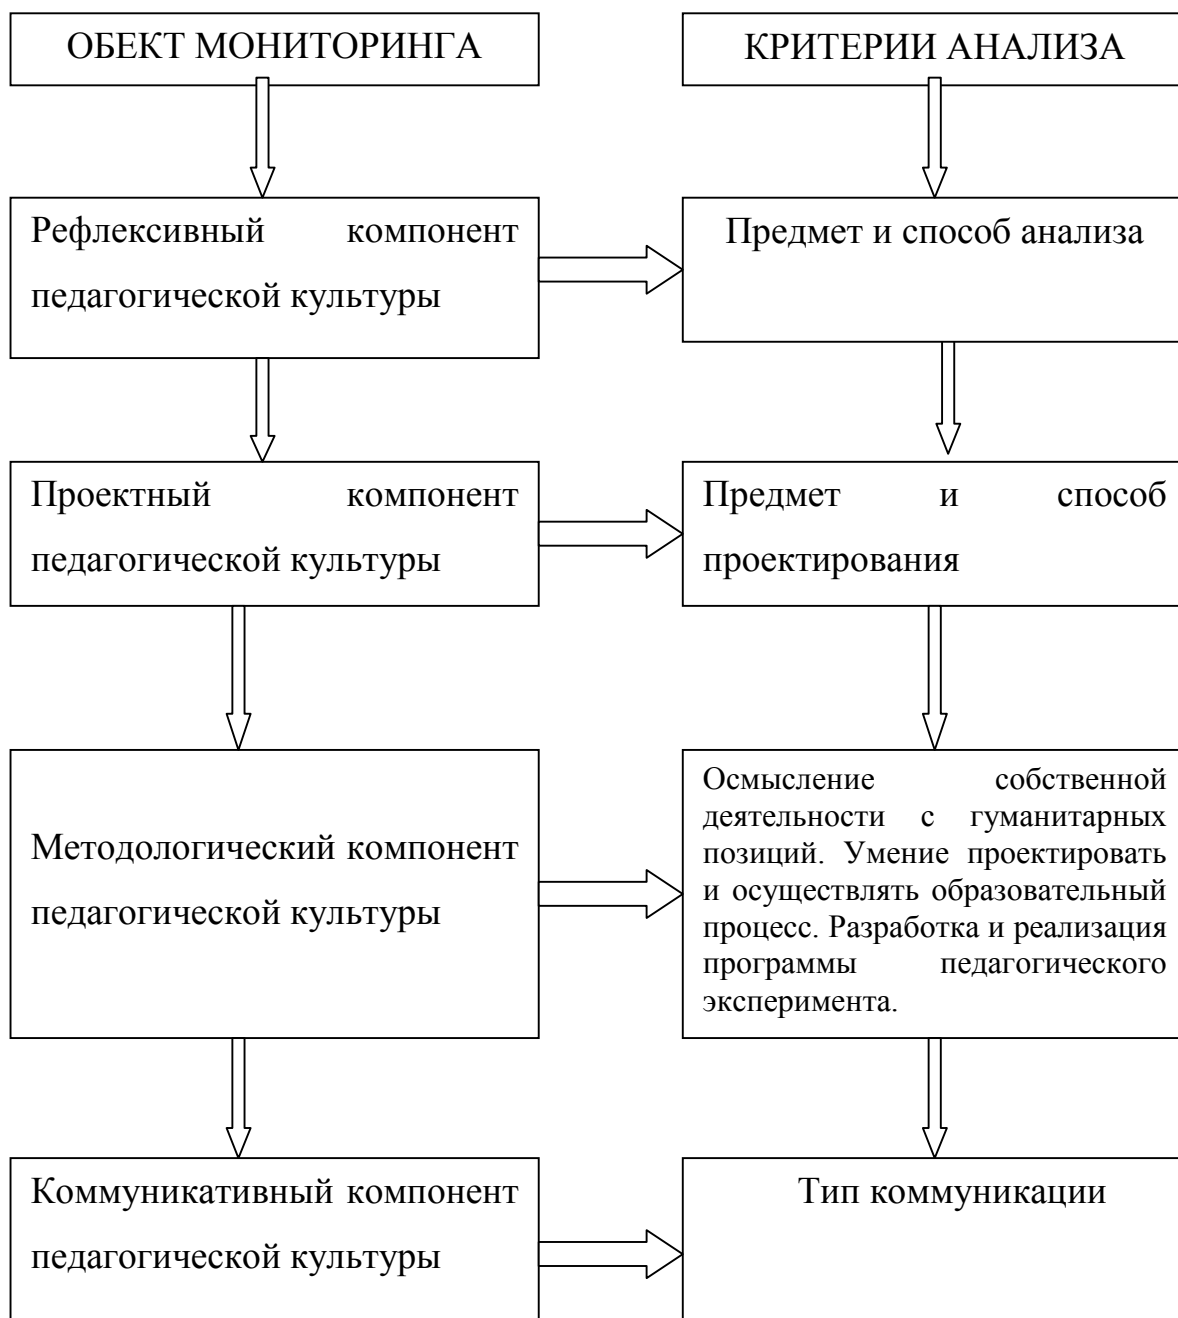 ОБЕКТ МОНИТОРИНГА
КРИТЕРИИ АНАЛИЗА
Рефлексивный компонент
педагогической культуры
Предмет и способ анализа
Проектный компонент
педагогической культуры
Предмет и способ
проектирования
Методологический компонент
педагогической культуры
Осмысление собственной
деятельности с гуманитарных
позиций. Умение проектировать
и осуществлять образовательный
процесс. Разработка и реализация
программы педагогического
эксперимента.
Коммуникативный компонент
педагогической культуры
Тип коммуникации